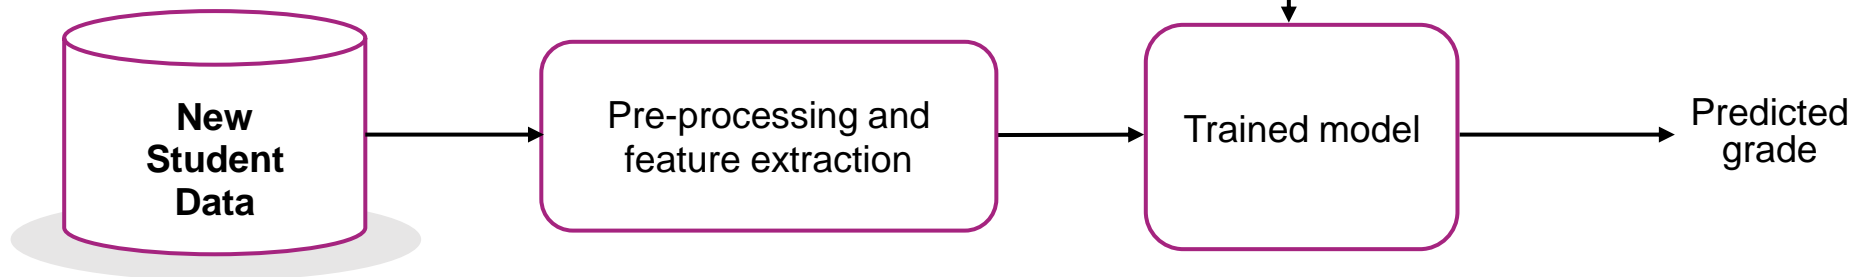 New
Student
Data
Pre-processing and
feature extraction
Trained model
Predicted
grade